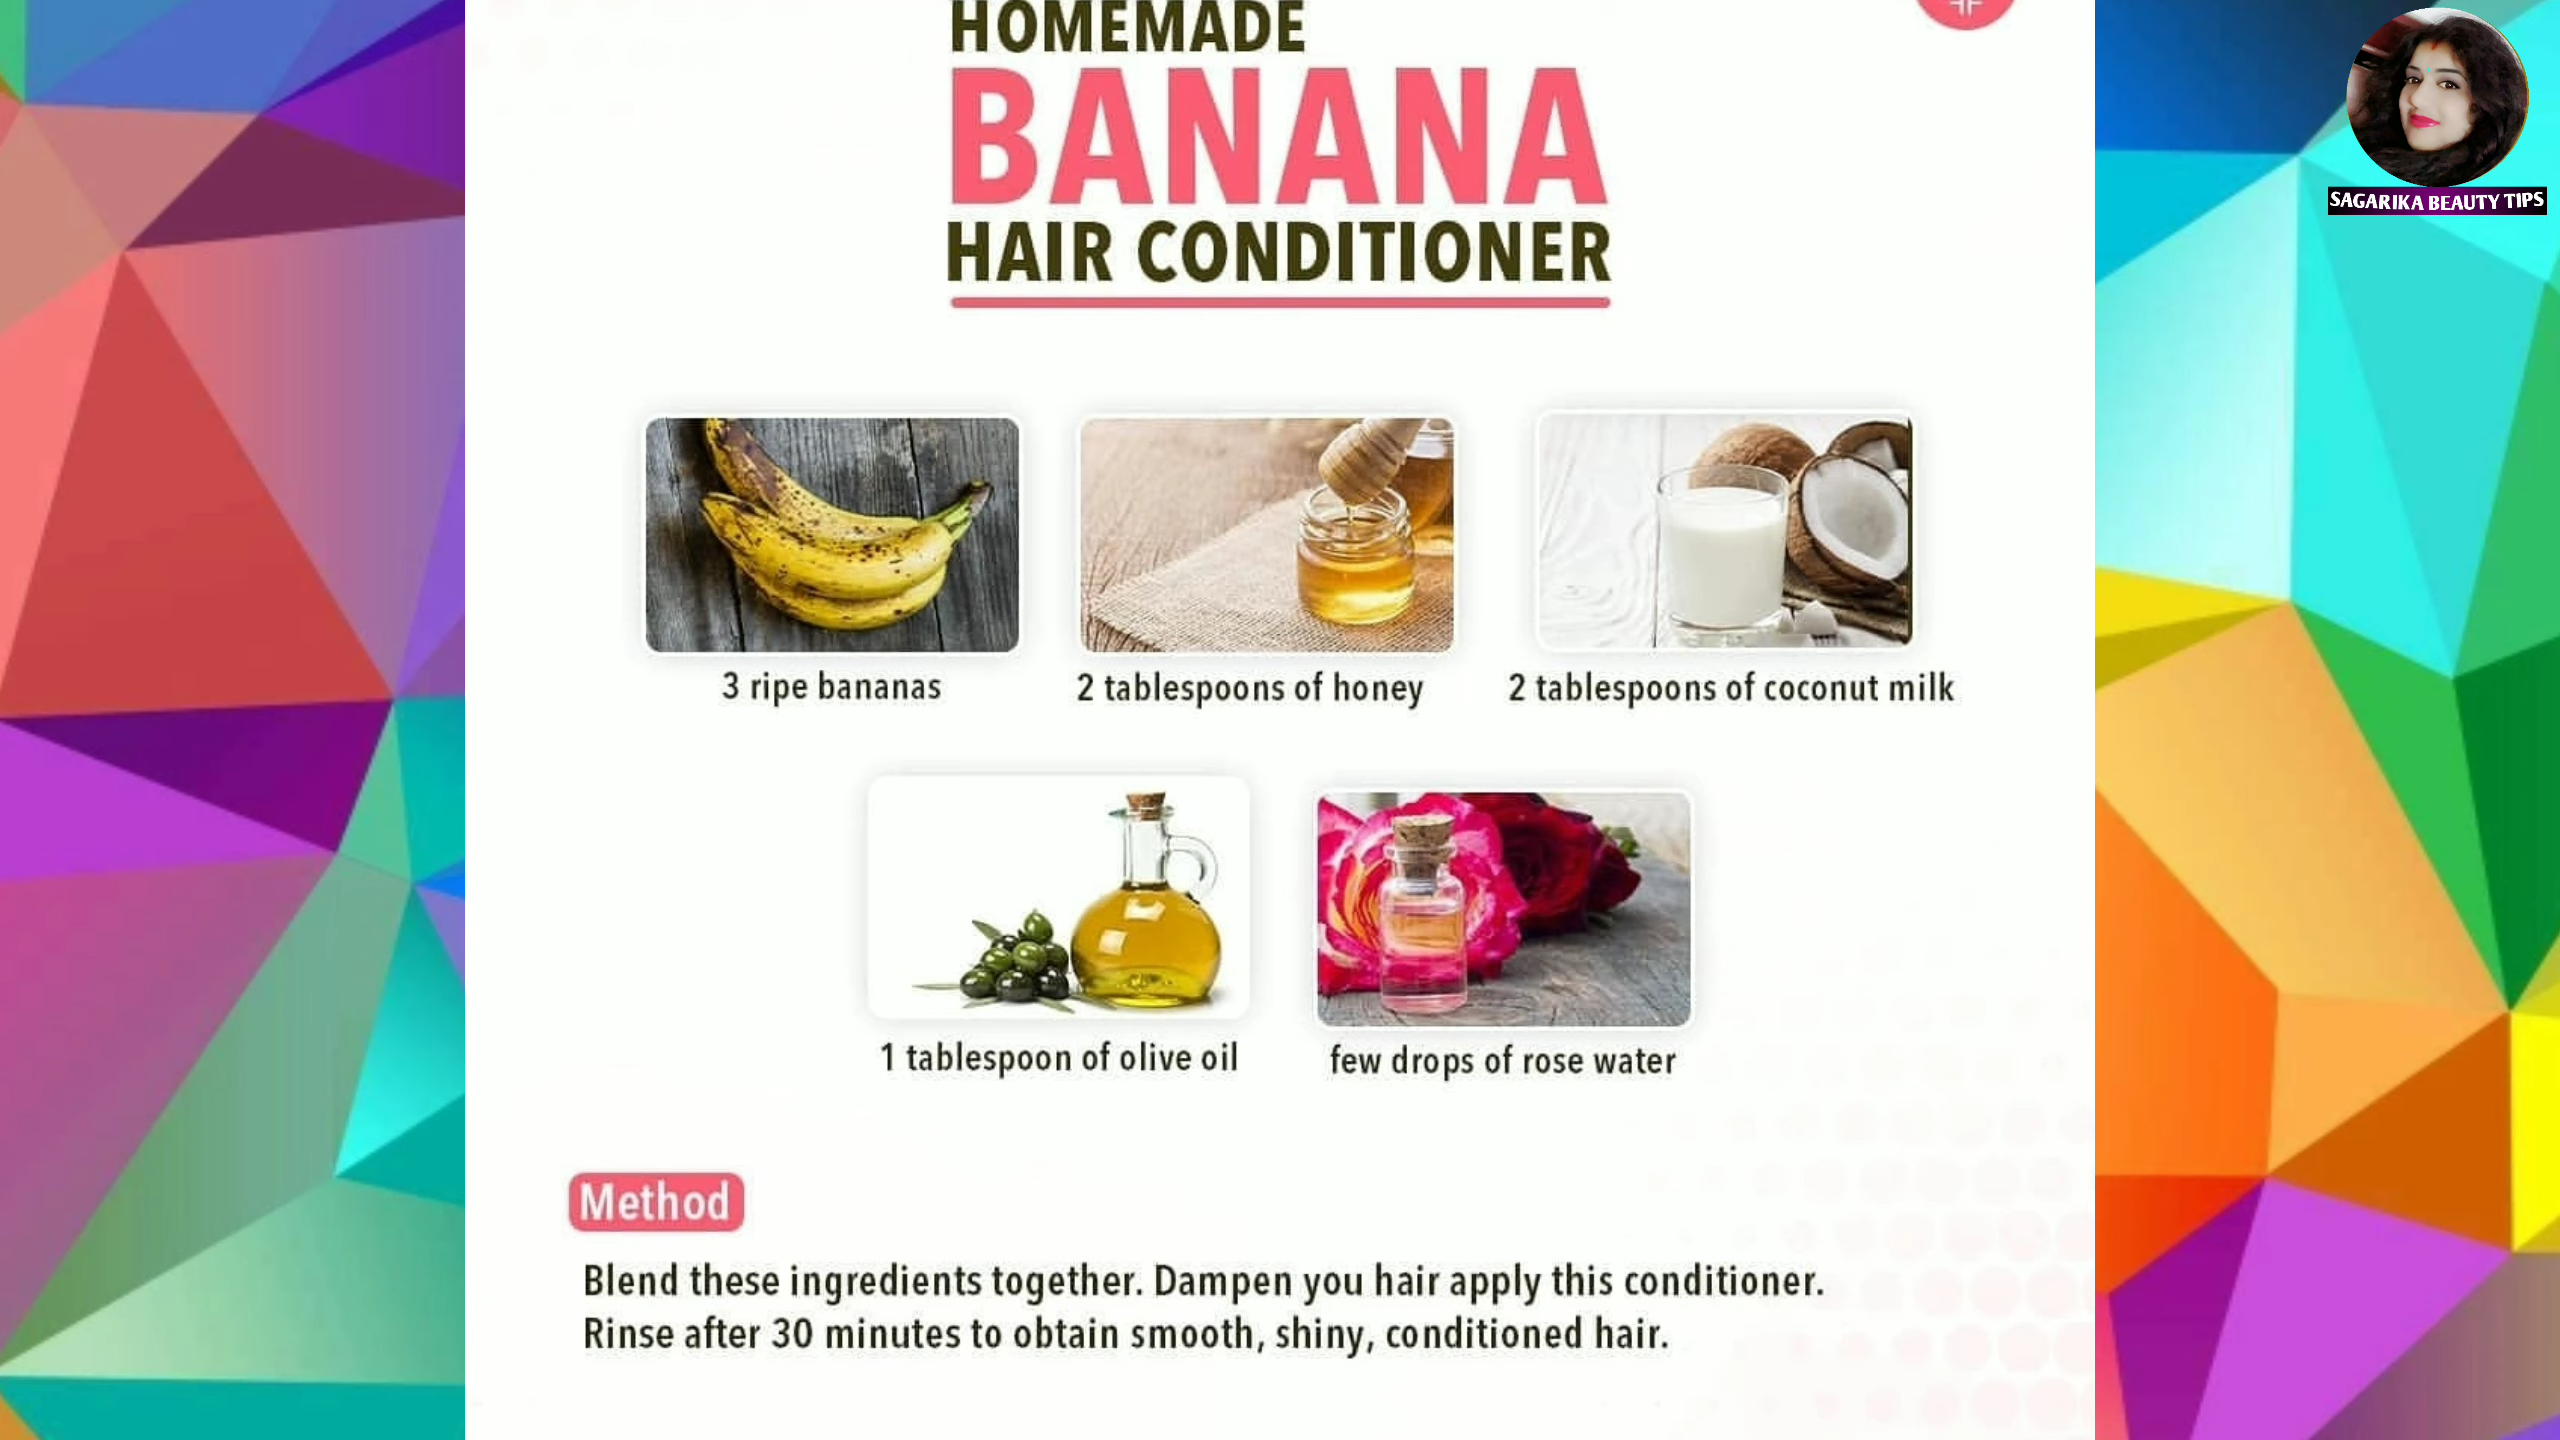 HOMEMADE
BANANA
HAIR CONDITIONER
SAGARIKA BEAUTY TIPS
3 ripe bananas
2 tablespoons of honey
2 tablespoons of coconut milk
1 tablespoon of olive oil
few drops of rose water
Method
Blend these ingredients together. Dampen you hair apply this conditioner.
Rinse after 30 minutes to obtain smooth, shiny, conditioned hair.